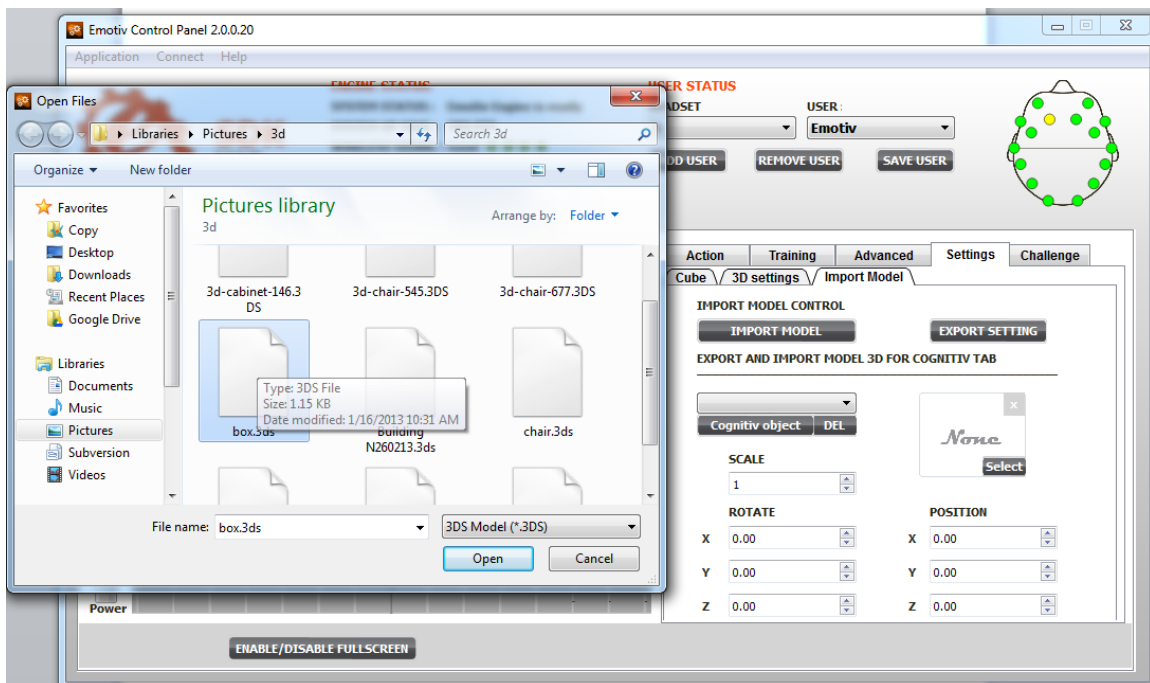 Emotiv Control Panel 2.0.0.20
Application Connect Help
ENGINE STATUS
USER STATUS
ADSET
USER:
Emotiv
DD USER
REMOVE USER
SAVE USER
Open Files
Libraries Pictures 3d
Search 3d
Organize New folder
Favorites
Copy
Desktop
Downloads
Recent Places
Google Drive
Libraries
Documents
Music
Pictures
Subversion
Videos
Pictures library
3d
Arrange by: Folder
3d-cabinet-146.3
DS
3d-chair-545.3DS
3d-chair-677.3DS
Type: 3DS File
Size: 1.15 KB
Date modified: 1/16/2013 10:31 AM
box.3ds
Building
N260213.3ds
chair.3ds
File name: box.3ds
3DS Model (*.3DS)
Open Cancel
Action Training Advanced Settings Challenge
Cube 3D settings Import Model
IMPORT MODEL CONTROL
IMPORT MODEL EXPORT SETTING
EXPORT AND IMPORT MODEL 3D FOR COGNITIV TAB
Cognitiv object DEL
x
None
Select
SCALE
1
ROTATE POSITION
X 0.00 X 0.00
Y 0.00 Y 0.00
Z 0.00 Z 0.00
Power
ENABLE/DISABLE FULLSCREEN